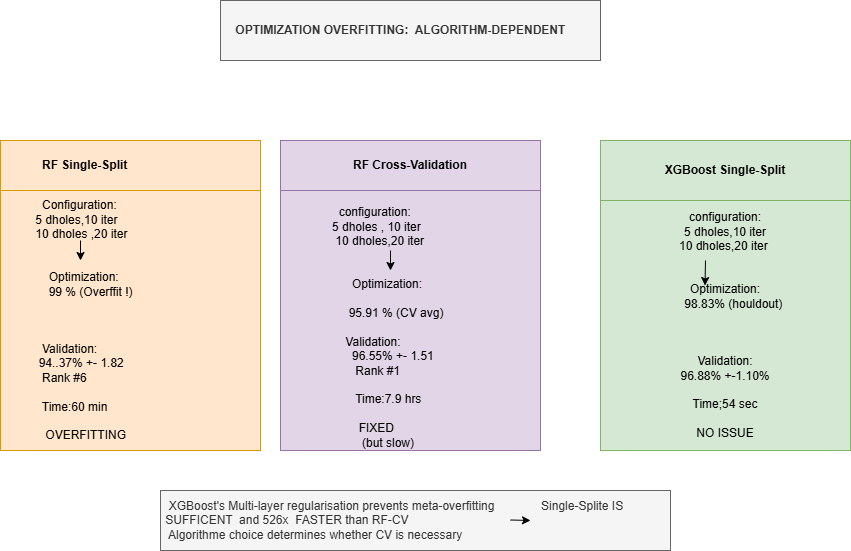 OPTIMIZATION OVERFITTING: ALGORITHM-DEPENDENT
RF Single-Split
Configuration:
5 dholes,10 iter
10 dholes ,20 iter
Optimization:
99 % (Overffit !)
Validation:
94..37% +- 1.82
Rank #6
Time:60 min
OVERFITTING
RF Cross-Validation
configuration:
5 dholes , 10 iter
10 dholes,20 iter
Optimization:
95.91 % (CV avg)
Validation:
96.55% +- 1.51
Rank #1
Time:7.9 hrs
FIXED
(but slow)
XGBoost Single-Split
configuration:
5 dholes,10 iter
10 dholes,20 iter
Optimization:
98.83% (houldout)
Validation:
96.88% +-1.10%
Time;54 sec
NO ISSUE
XGBoost's Multi-layer regularisation prevents meta-overfitting
SUFFICENT and 526x FASTER than RF-CV
Algorithme choice determines whether CV is necessary
Single-Splite IS